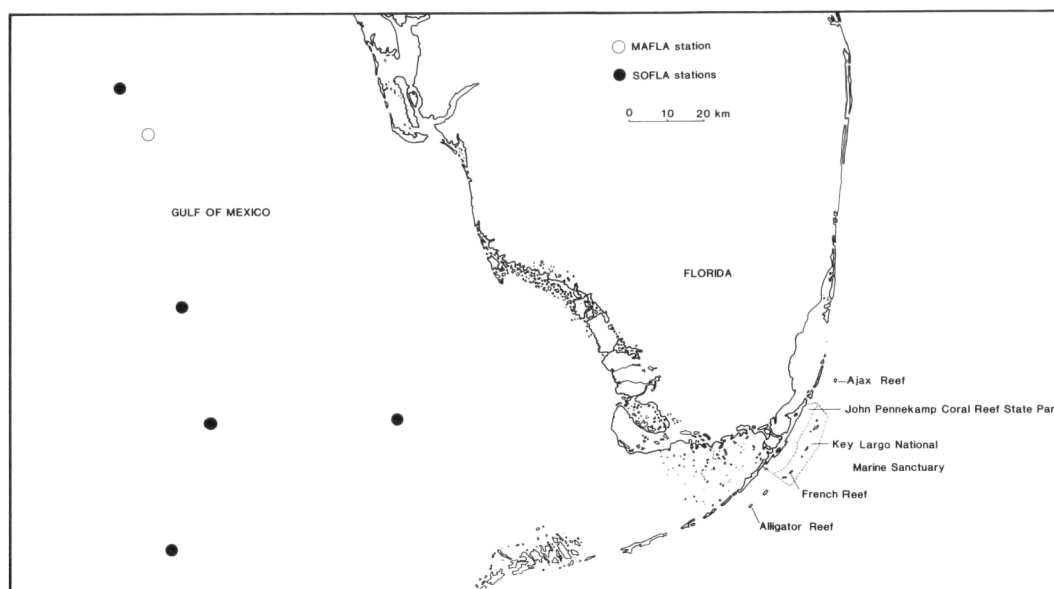 MAFLA station
SOFLA stations
0 10 20 km
GULF OF MEXICO
FLORIDA
Ajax Reef
John Pennekamp Coral Reef State Par
Key Largo National
Marine Sanctuary
French Reef
Alligator Reef